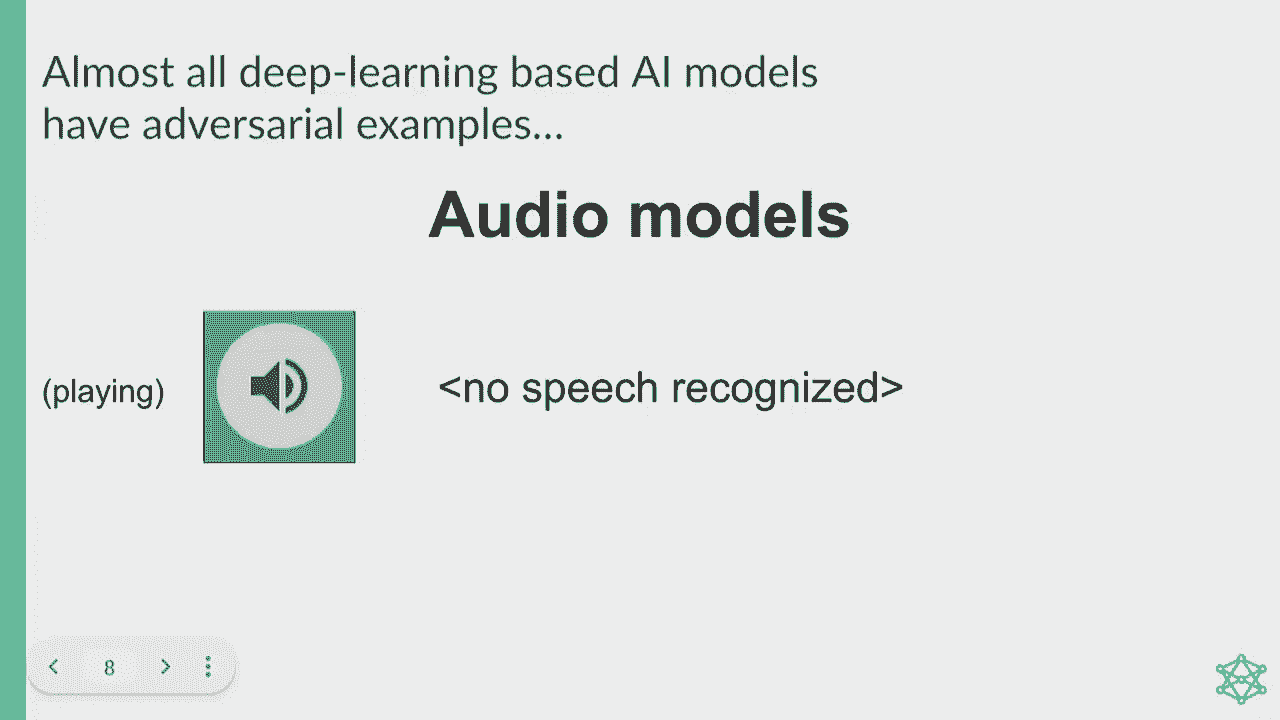 Almost all deep-learning based AI models
have adversarial examples...
Audio models
(playing)
<no speech recognized>
8